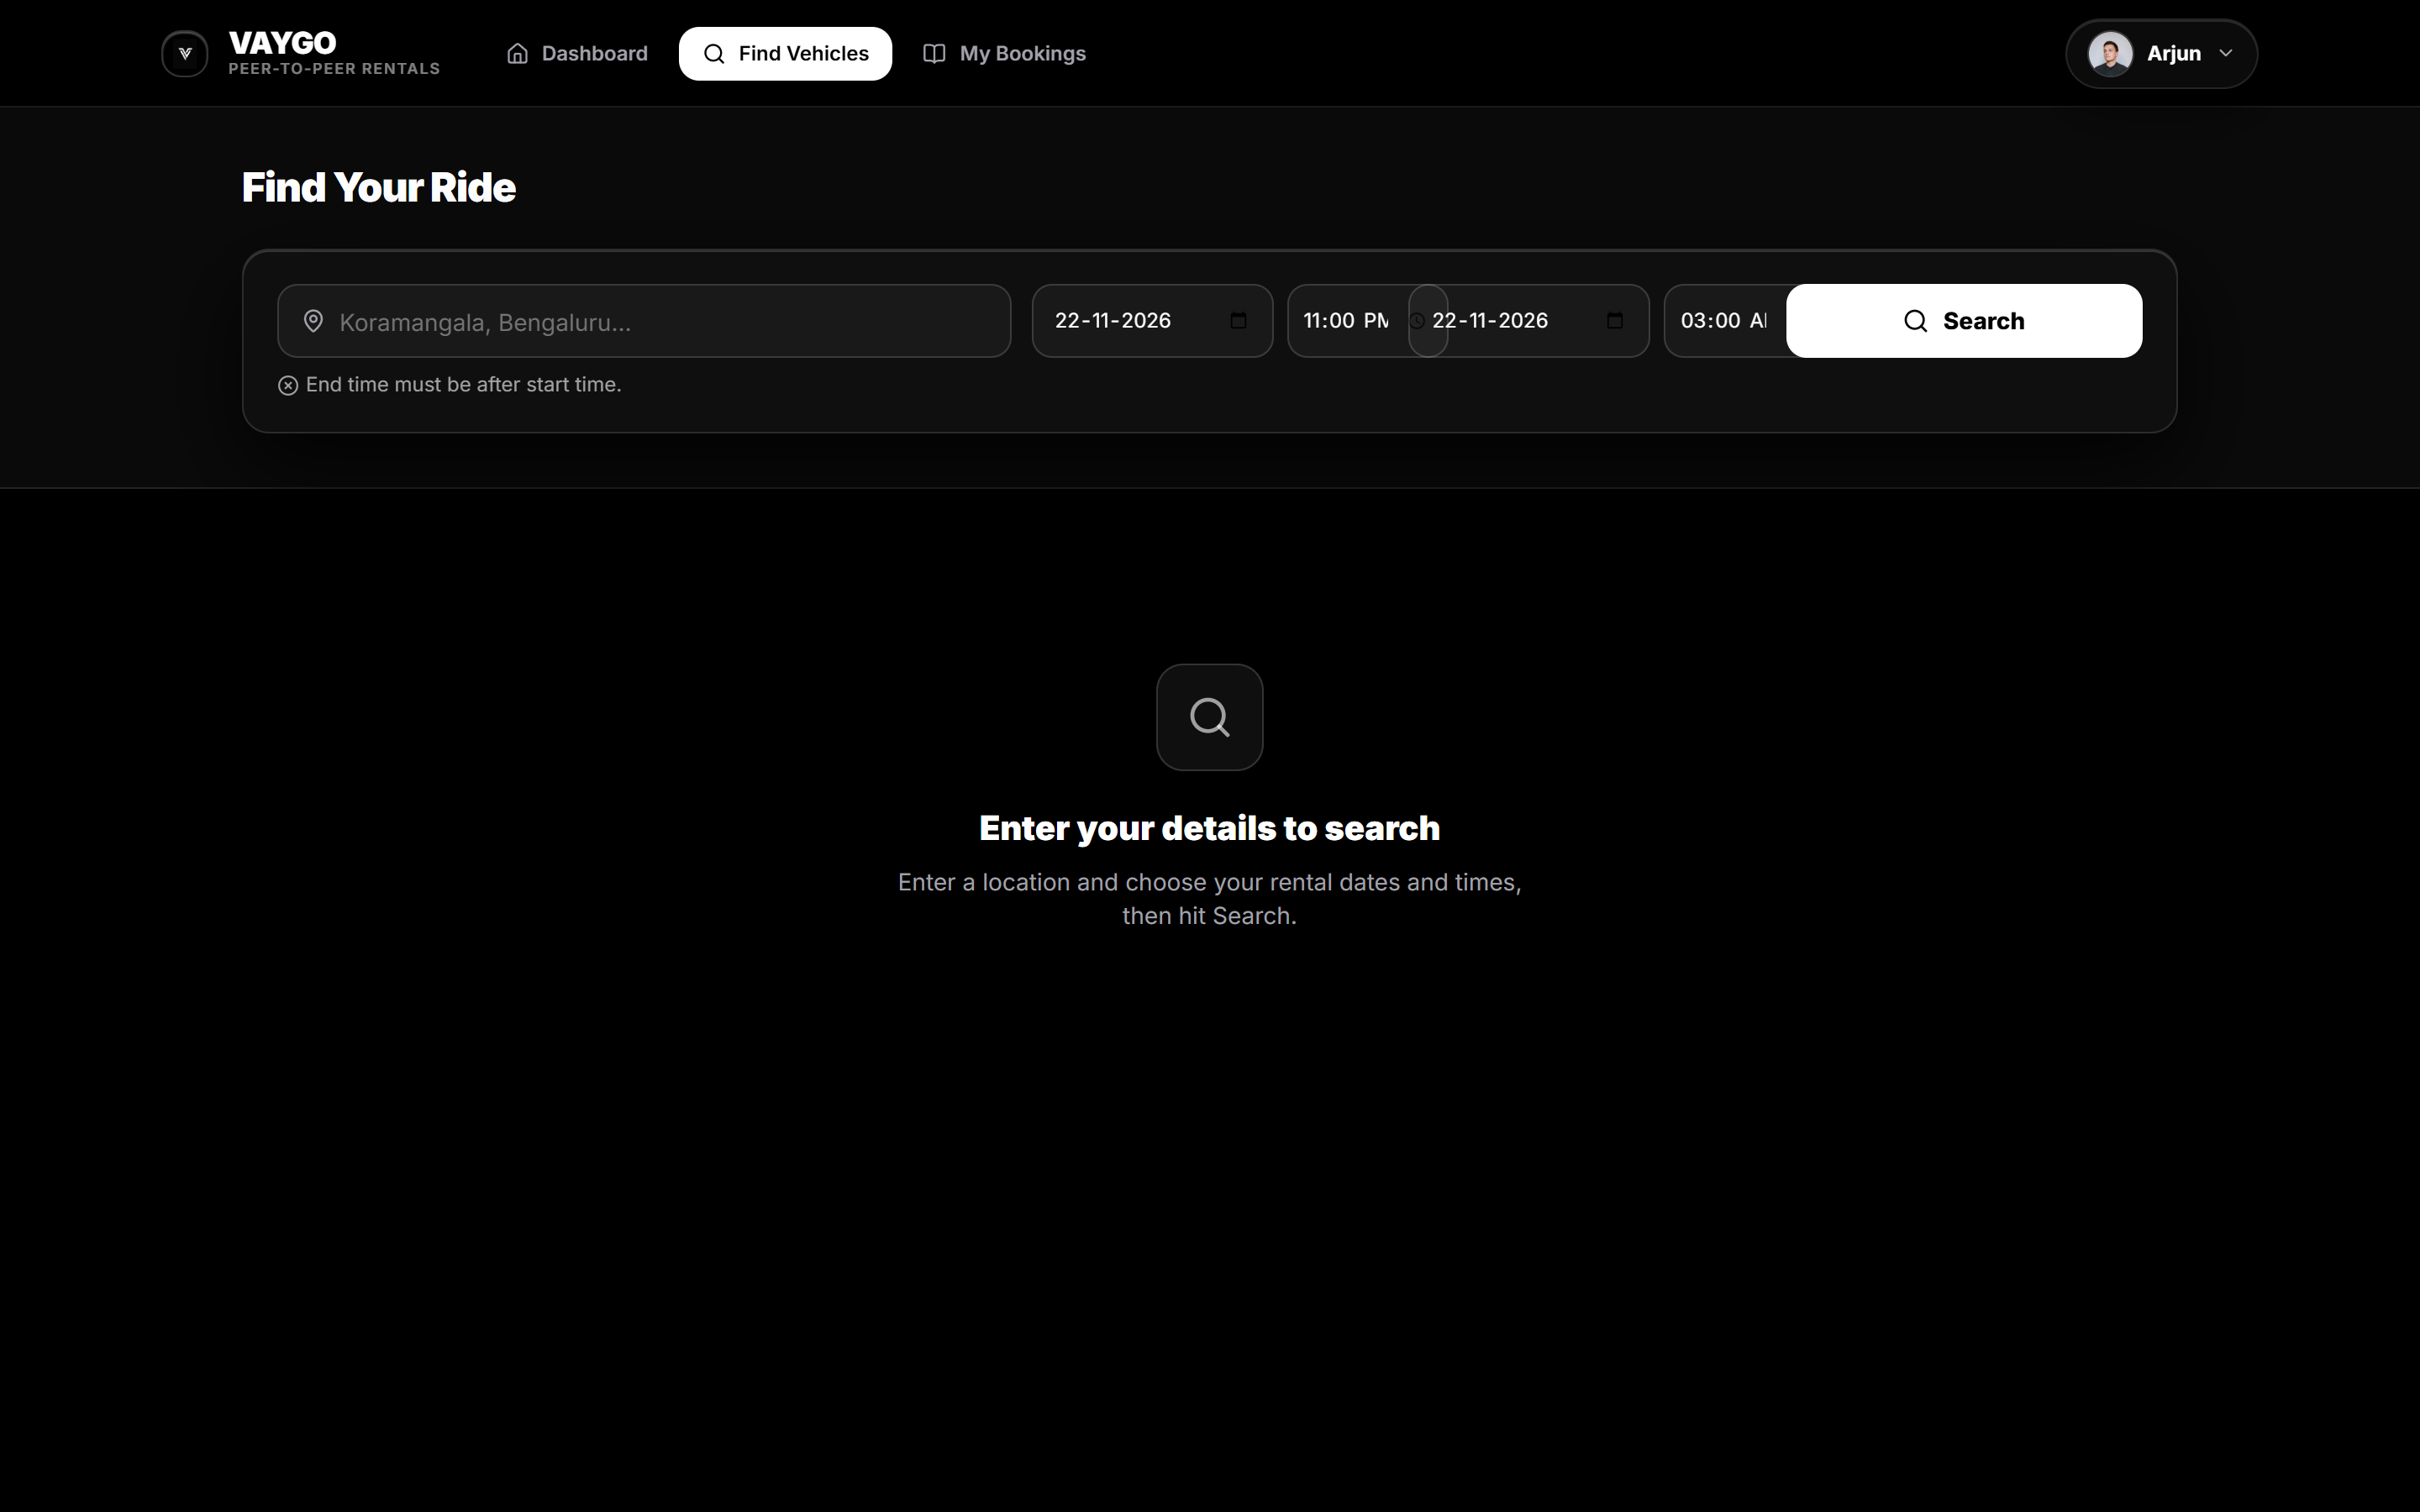 VAYGO
PEER-TO-PEER RENTALS
Dashboard
Find Vehicles
My Bookings
Arjun
Find Your Ride
Koramangala, Bengaluru...
22-11-2026
11:00 PM
22-11-2026
03:00
Search
End time must be after start time.
Enter your details to search
Enter a location and choose your rental dates and times,
then hit Search.